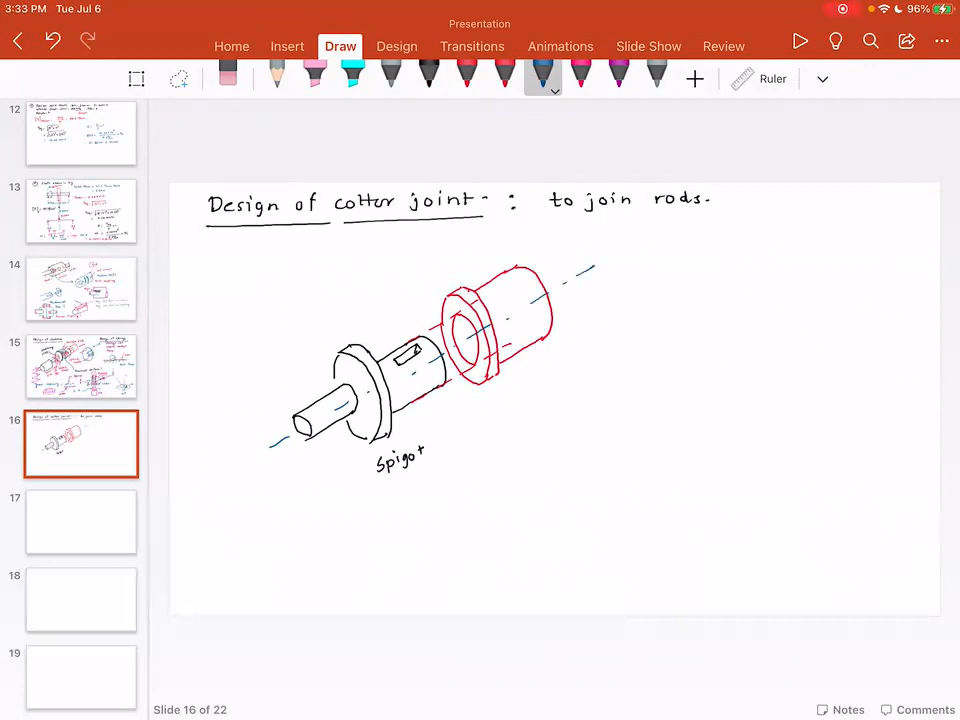 3:33 PM Tue Jul 6
96%
Presentation
Home Insert Draw Design Transitions Animations Slide Show Review
Ruler
12
13
14
15
16
17
18
19
Design of cotter joint- : to join rods.
Spigot
Slide 16 of 22
Notes Comments